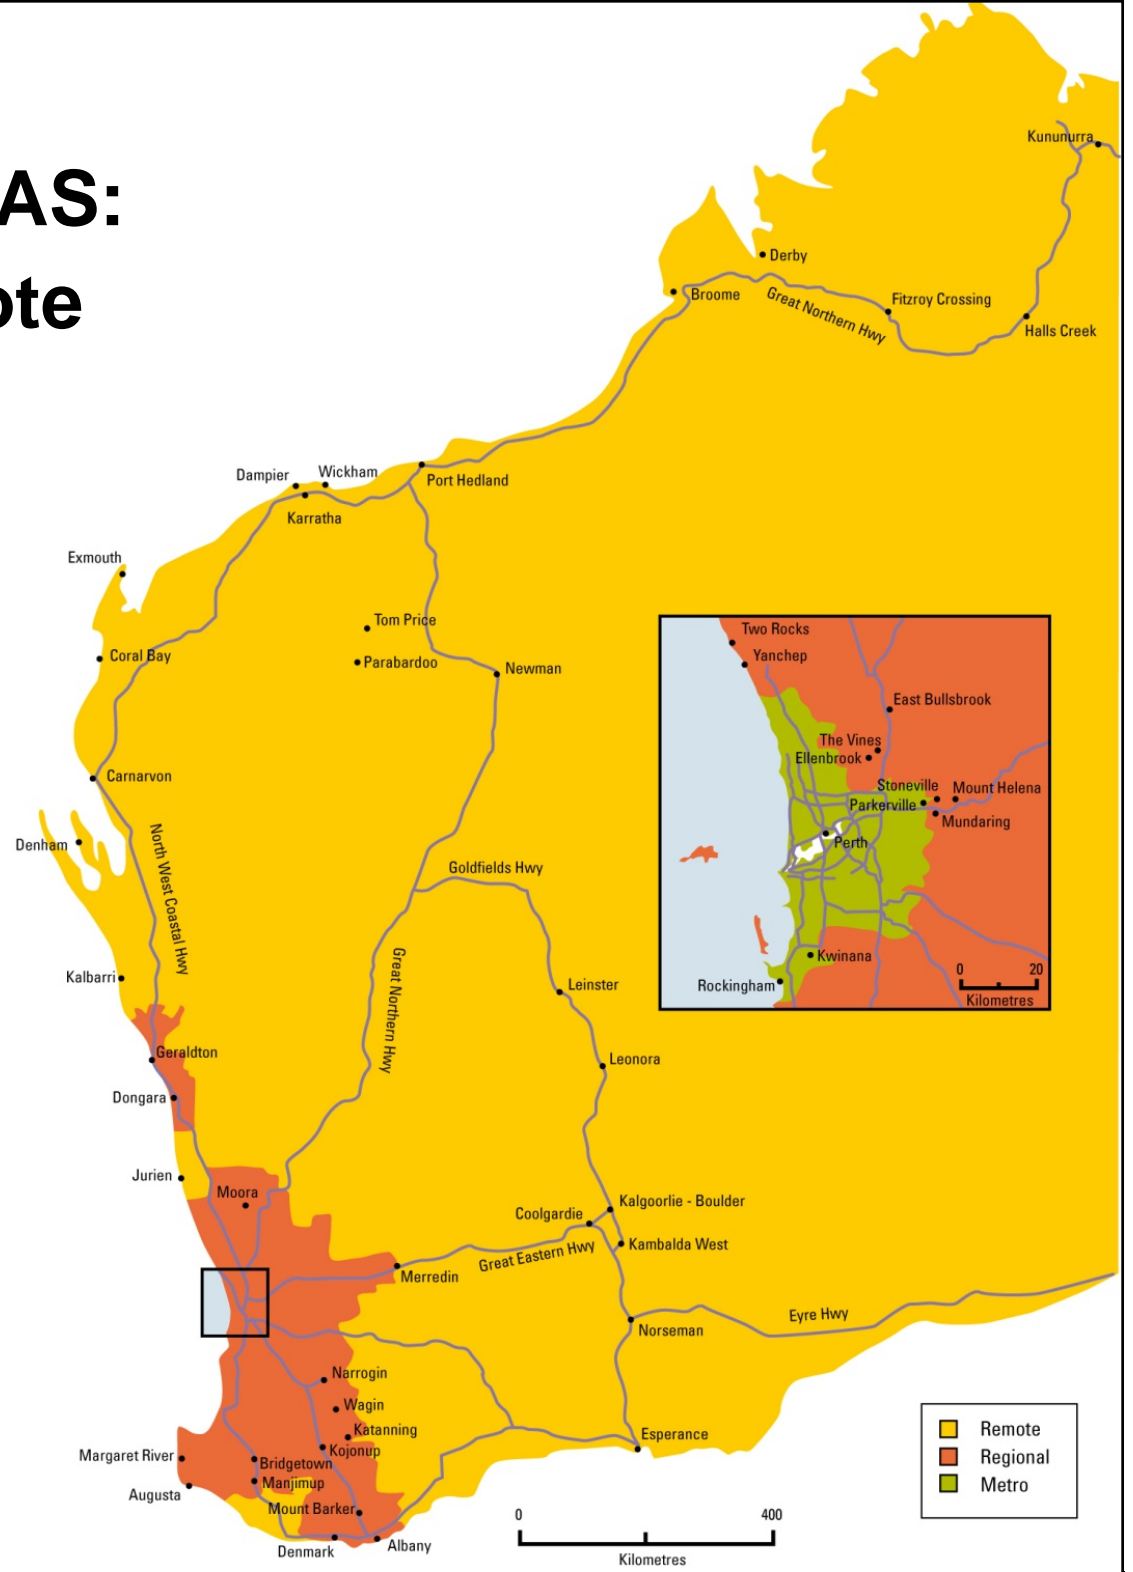 AS:
ote
Kununurra
Derby
Broome
Great Northern Hwy
Fitzroy Crossing
Halls Creek
Dampier
Wickham
Port Hedland
Karratha
Exmouth
Tom Price
Coral Bay
Parabardoo
Newman
Carnarvon
Denham
North West Coastal Hwy
Goldfields Hwy
Kalbarri
Great Northern Hwy
Leinster
Geraldton
Leonora
Dongara
Jurien
Moora
Kalgoorlie - Boulder
Coolgardie
Kambalda West
Great Eastern Hwy
Merredin
Eyre Hwy
Norseman
Narrogin
Wagin
Katanning
Kojonup
Esperance
Margaret River
Bridgetown
Manjimup
Augusta
Mount Barker
Denmark
Albany
Two Rocks
Yanchep
East Bullsbrook
The Vines
Ellenbrook
Stoneville
Mount Helena
Parkerville
Mundaring
Perth
Kwinana
Rockingham
0 20
Kilometres
Remote
Regional
Metro
0 400
Kilometres